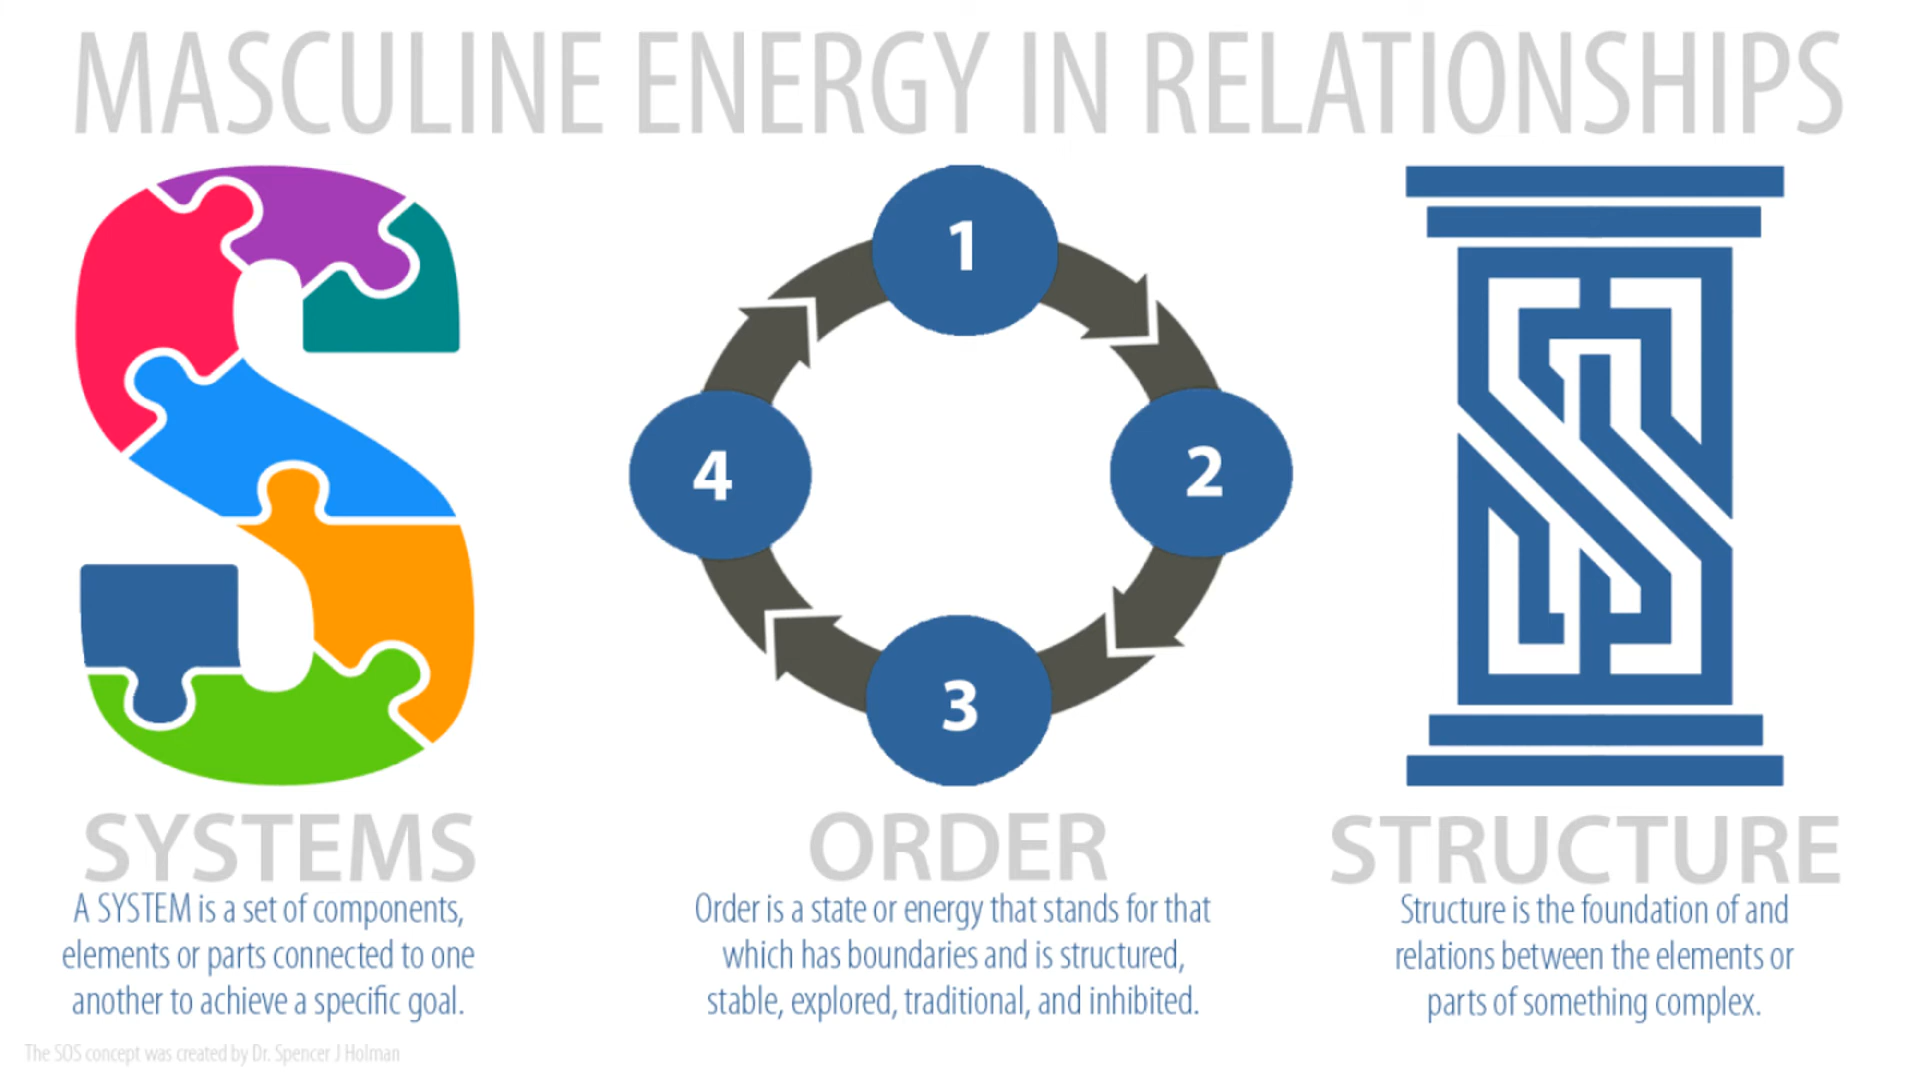 MASCULINE ENERGY IN RELATIONSHIPS
1
2
3
4
SYSTEMS
A SYSTEM is a set of components,
elements or parts connected to one
another to achieve a specific goal.
ORDER
Order is a state or energy that stands for that
which has boundaries and is structured,
stable, explored, traditional, and inhibited.
STRUCTURE
Structure is the foundation of and
relations between the elements or
parts of something complex.
The SOS concept was created by Dr. Spencer J Holman